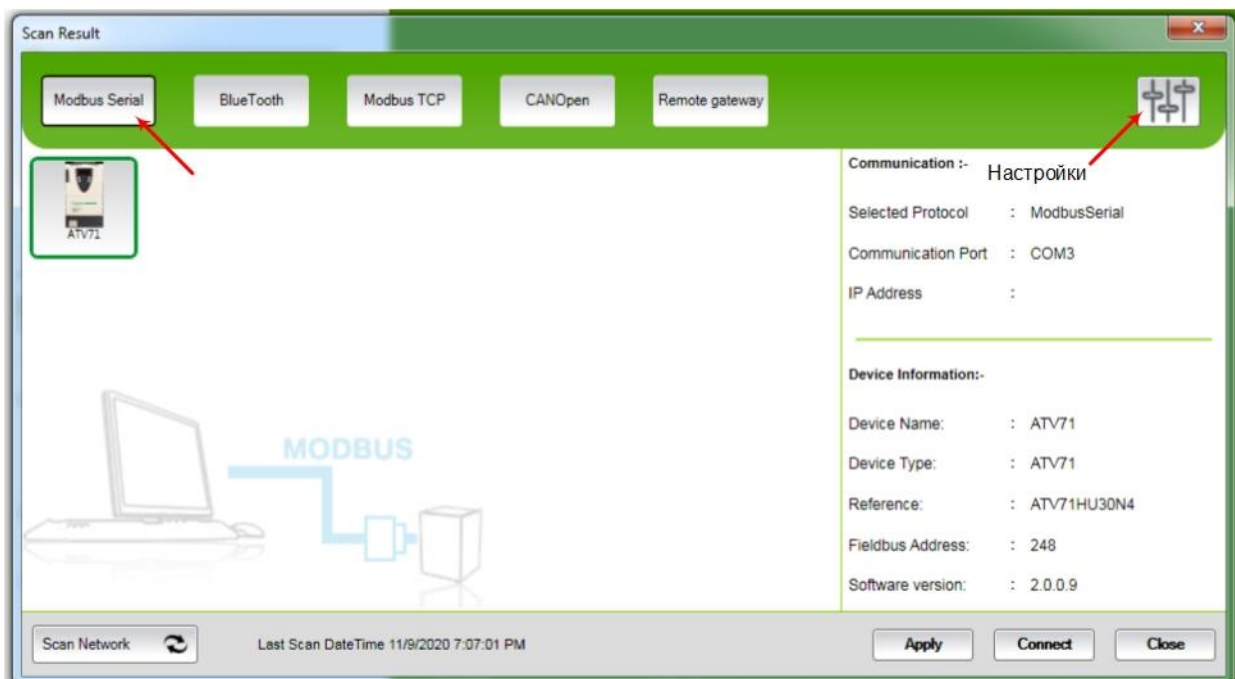 Scan Result
Modbus Serial
BlueTooth
Modbus TCP
CANOpen
Remote gateway
Настройки
ATV71
MODBUS
Communication :-
Selected Protocol : ModbusSerial
Communication Port : COM3
IP Address :
Device Information:-
Device Name: : ATV71
Device Type: : ATV71
Reference: : ATV71HU30N4
Fieldbus Address: : 248
Software version: : 2.0.0.9
Scan Network
Last Scan DateTime 11/9/2020 7:07:01 PM
Apply
Connect
Close